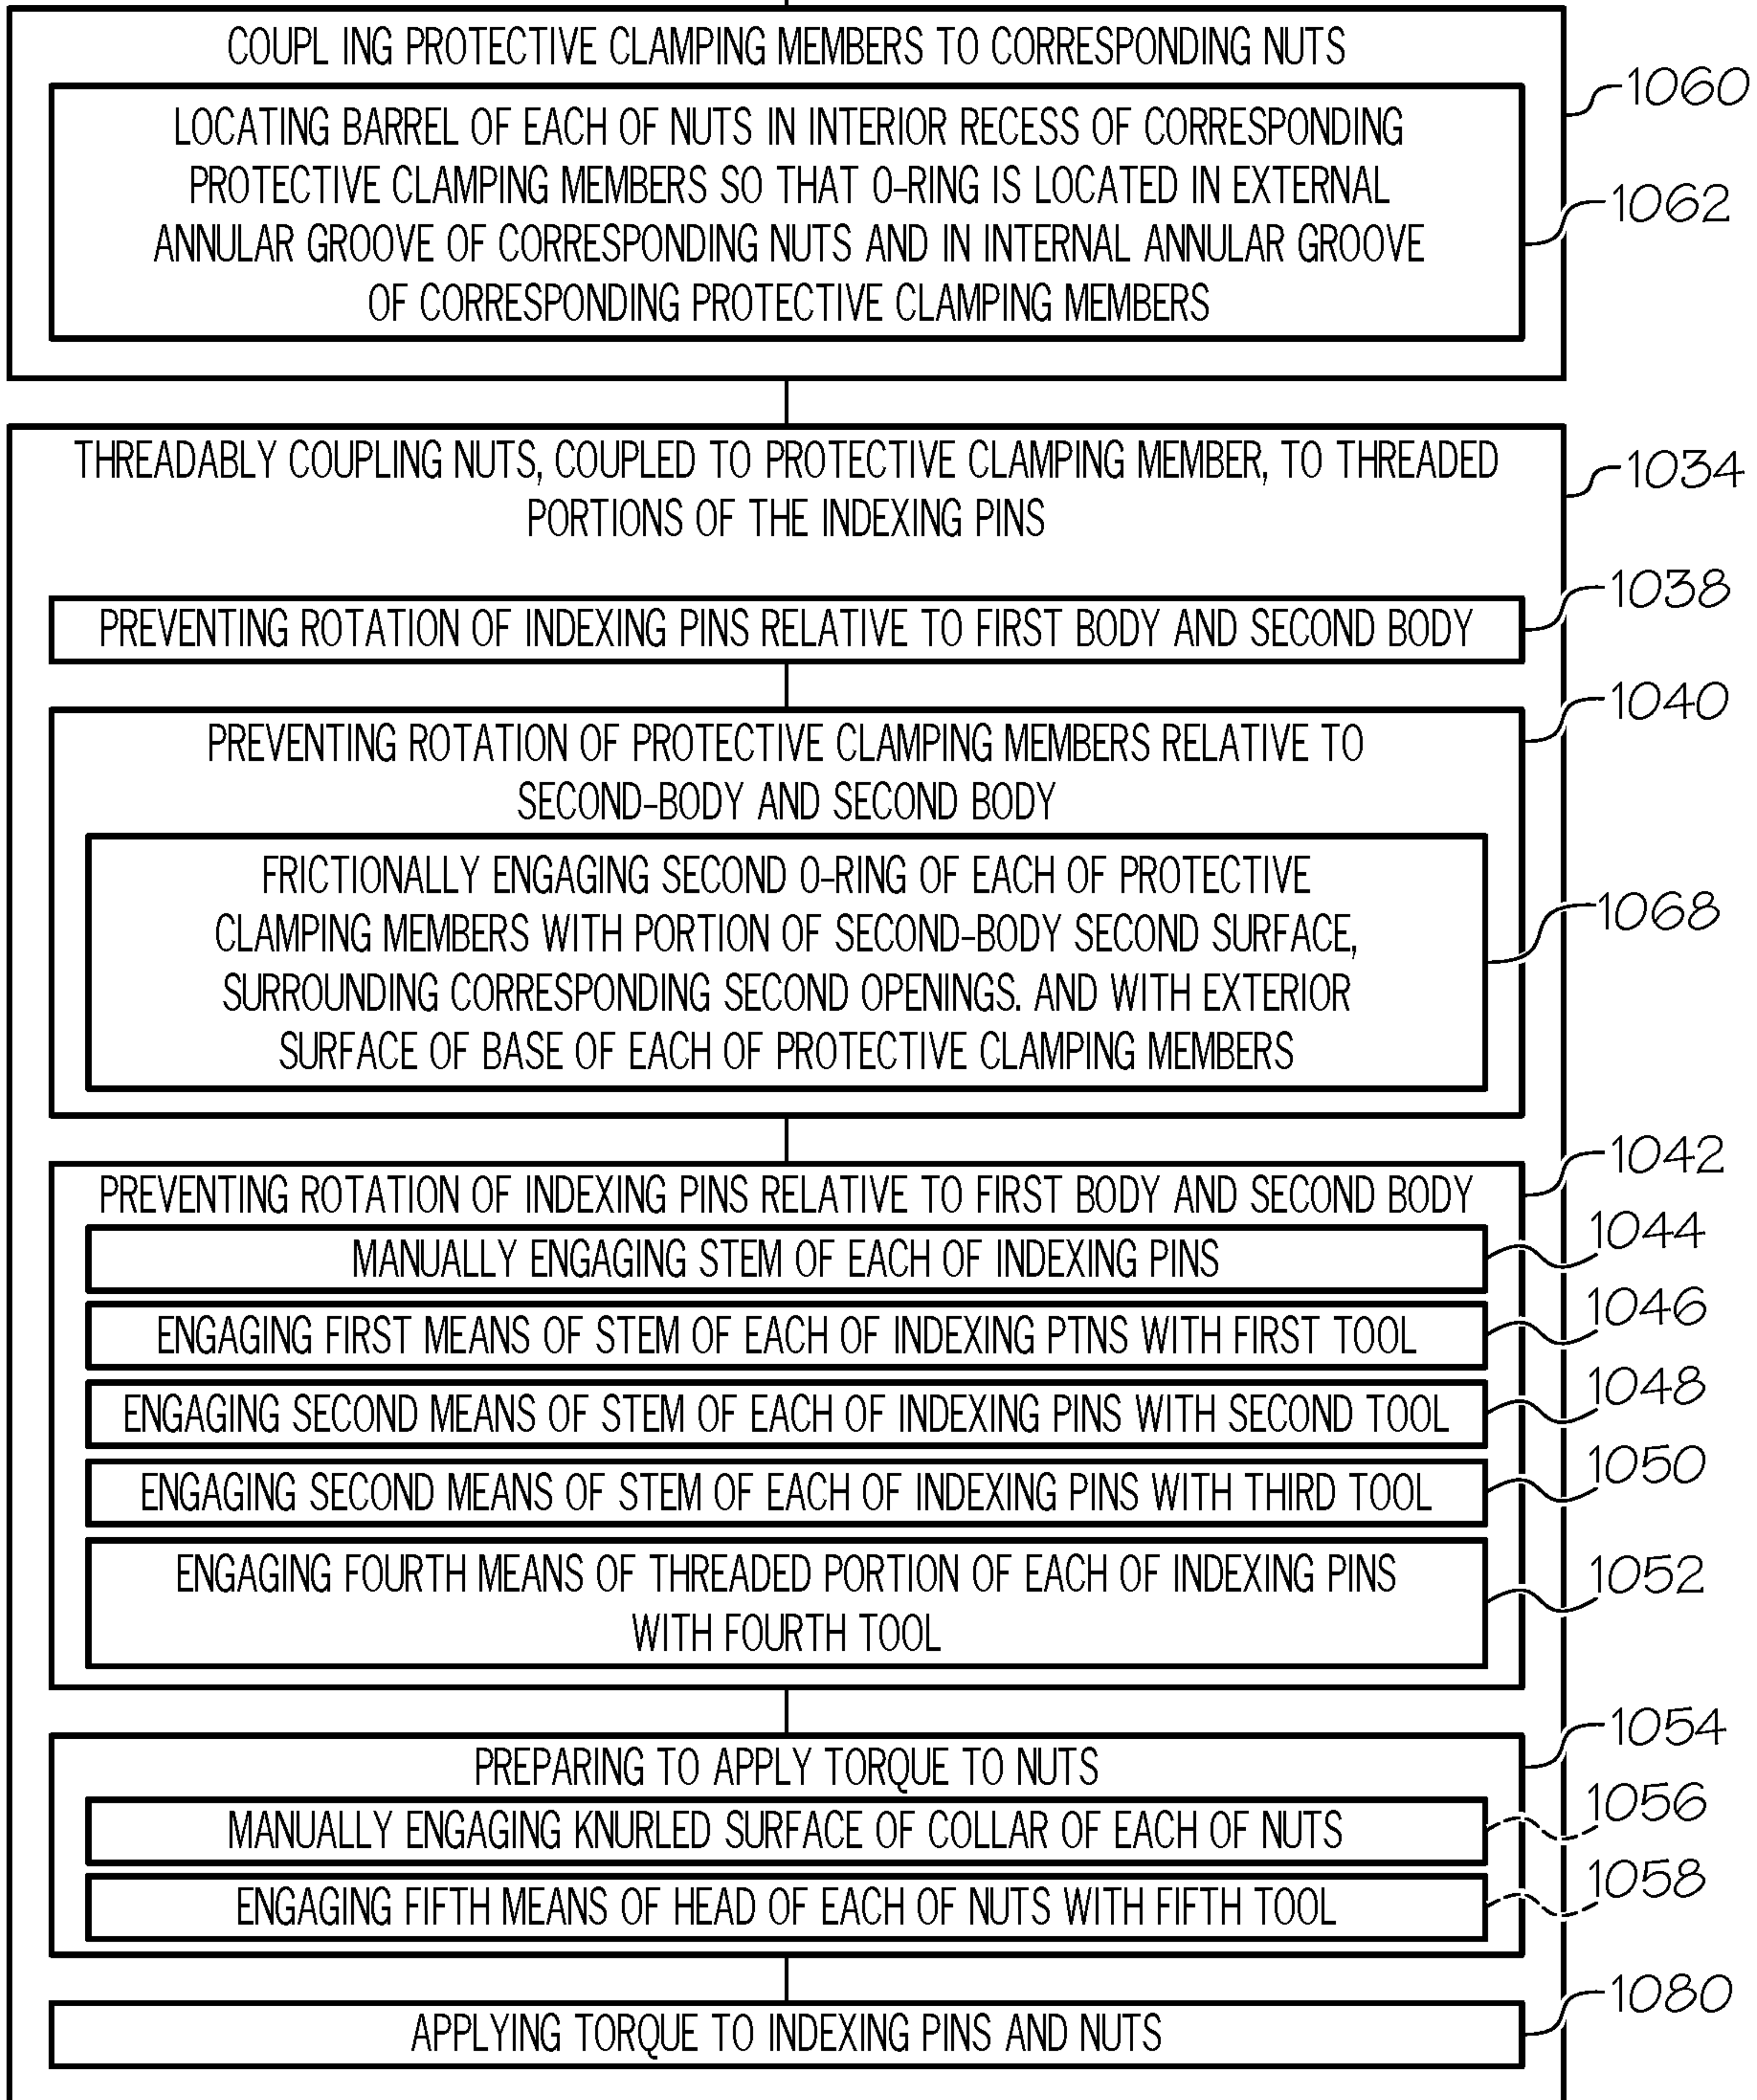 COUPL ING PROTECTIVE CLAMPING MEMBERS TO CORRESPONDING NUTS
1060
LOCATING BARREL OF EACH OF NUTS IN INTERIOR RECESS OF CORRESPONDING
PROTECTIVE CLAMPING MEMBERS SO THAT O-RING IS LOCATED IN EXTERNAL
1062
ANNULAR GROOVE OF CORRESPONDING NUTS AND IN INTERNAL ANNULAR GROOVE
OF CORRESPONDING PROTECTIVE CLAMPING MEMBERS
THREADABLY COUPLING NUTS, COUPLED TO PROTECTIVE CLAMPING MEMBER, TO THREADED
1034
PORTIONS OF THE INDEXING PINS
1038
PREVENTING ROTATION OF INDEXING PINS RELATIVE TO FIRST BODY AND SECOND BODY
1040
PREVENTING ROTATION OF PROTECTIVE CLAMPING MEMBERS RELATIVE TO
SECOND-BODY AND SECOND BODY
FRICTIONALLY ENGAGING SECOND O-RING OF EACH OF PROTECTIVE
1068
CLAMPING MEMBERS WITH PORTION OF SECOND-BODY SECOND SURFACE,
SURROUNDING CORRESPONDING SECOND OPENINGS. AND WITH EXTERIOR
SURFACE OF BASE OF EACH OF PROTECTIVE CLAMPING MEMBERS
1042
PREVENTING ROTATION OF INDEXING PINS RELATIVE TO FIRST BODY AND SECOND BODY
1044
MANUALLY ENGAGING STEM OF EACH OF INDEXING PINS
1046
ENGAGING FIRST MEANS OF STEM OF EACH OF INDEXING PTNS WITH FIRST TOOL
1048
ENGAGING SECOND MEANS OF STEM OF EACH OF INDEXING PINS WITH SECOND TOOL
1050
ENGAGING SECOND MEANS OF STEM OF EACH OF INDEXING PINS WITH THIRD TOOL
1052
ENGAGING FOURTH MEANS OF THREADED PORTION OF EACH OF INDEXING PINS
WITH FOURTH TOOL
1054
PREPARING TO APPLY TORQUE TO NUTS
1056
MANUALLY ENGAGING KNURLED SURFACE OF COLLAR OF EACH OF NUTS
1058
ENGAGING FIFTH MEANS OF HEAD OF EACH OF NUTS WITH FIFTH TOOL
1080
APPLYING TORQUE TO INDEXING PINS AND NUTS